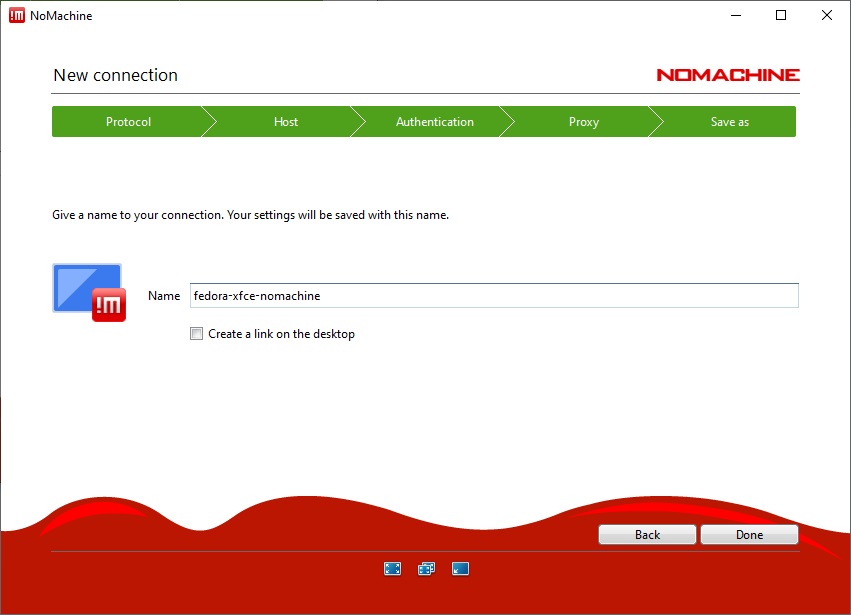 !m NoMachine
New connection
NOMACHINE
Protocol
Host
Authentication
Proxy
Save as
Give a name to your connection. Your settings will be saved with this name.
!m
Name
fedora-xfce-nomachine
Create a link on the desktop
Back
Done